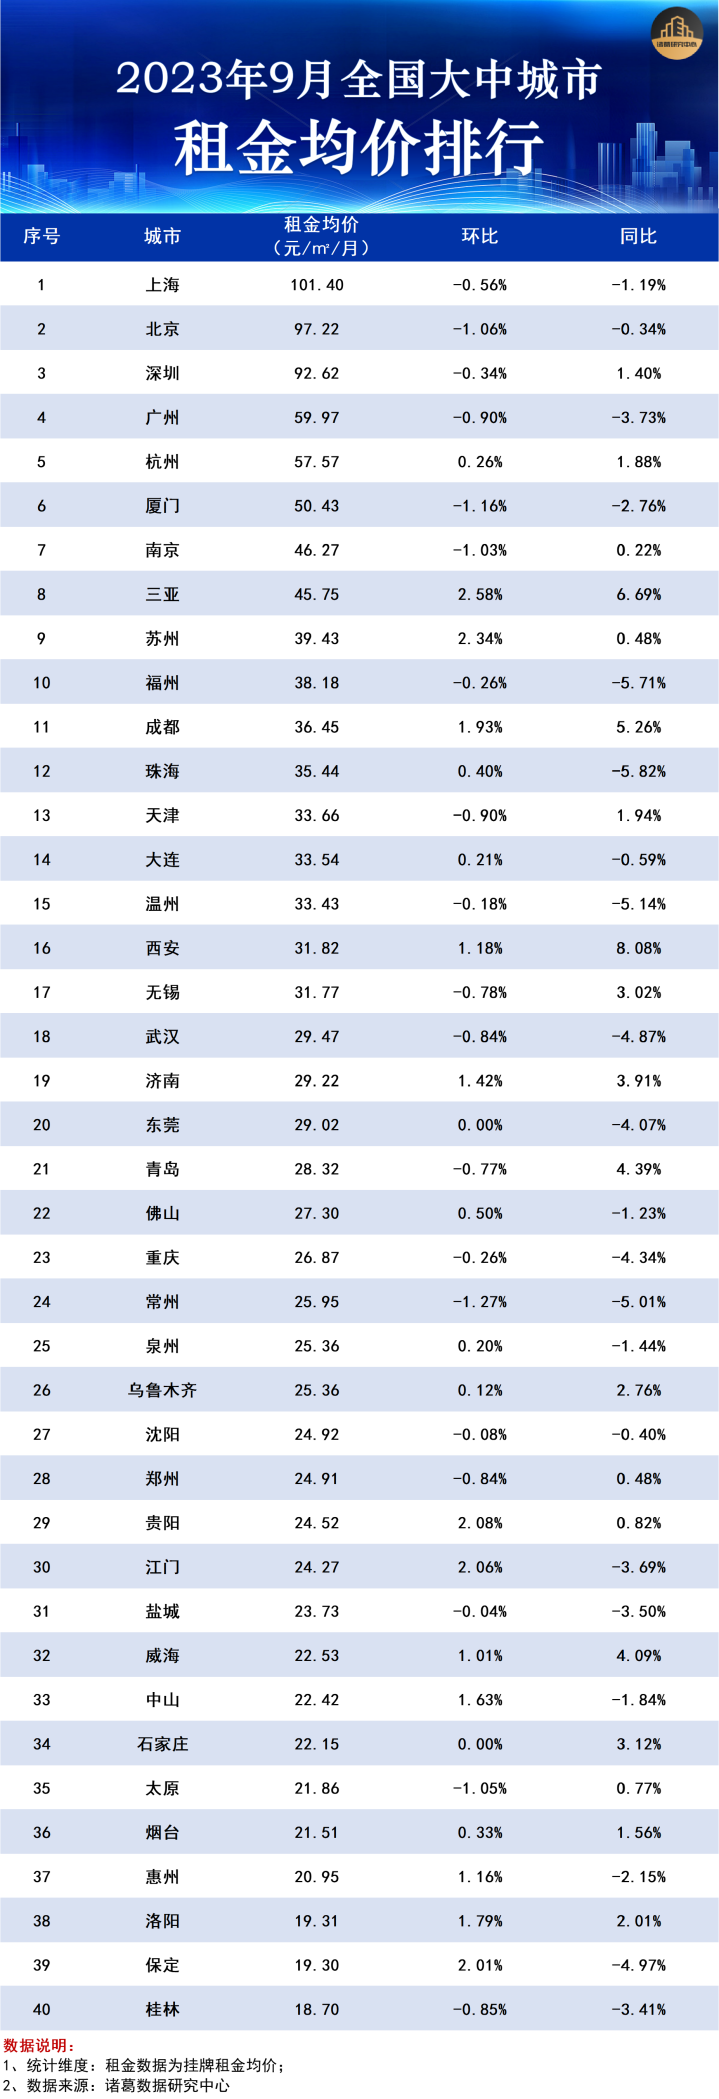 诸葛研究中心
2023年9月全国大中城市
租金均价排行
序号 城市 租金均价（元/㎡/月） 环比 同比
1 上海 101.40 -0.56% -1.19%
2 北京 97.22 -1.06% -0.34%
3 深圳 92.62 -0.34% 1.40%
4 广州 59.97 -0.90% -3.73%
5 杭州 57.57 0.26% 1.88%
6 厦门 50.43 -1.16% -2.76%
7 南京 46.27 -1.03% 0.22%
8 三亚 45.75 2.58% 6.69%
9 苏州 39.43 2.34% 0.48%
10 福州 38.18 -0.26% -5.71%
11 成都 36.45 1.93% 5.26%
12 珠海 35.44 0.40% -5.82%
13 天津 33.66 -0.90% 1.94%
14 大连 33.54 0.21% -0.59%
15 温州 33.43 -0.18% -5.14%
16 西安 31.82 1.18% 8.08%
17 无锡 31.77 -0.78% 3.02%
18 武汉 29.47 -0.84% -4.87%
19 济南 29.22 1.42% 3.91%
20 东莞 29.02 0.00% -4.07%
21 青岛 28.32 -0.77% 4.39%
22 佛山 27.30 0.50% -1.23%
23 重庆 26.87 -0.26% -4.34%
24 常州 25.95 -1.27% -5.01%
25 泉州 25.36 0.20% -1.44%
26 乌鲁木齐 25.36 0.12% 2.76%
27 沈阳 24.92 -0.08% -0.40%
28 郑州 24.91 -0.84% 0.48%
29 贵阳 24.52 2.08% 0.82%
30 江门 24.27 2.06% -3.69%
31 盐城 23.73 -0.04% -3.50%
32 威海 22.53 1.01% 4.09%
33 中山 22.42 1.63% -1.84%
34 石家庄 22.15 0.00% 3.12%
35 太原 21.86 -1.05% 0.77%
36 烟台 21.51 0.33% 1.56%
37 惠州 20.95 1.16% -2.15%
38 洛阳 19.31 1.79% 2.01%
39 保定 19.30 2.01% -4.97%
40 桂林 18.70 -0.85% -3.41%
数据说明：
1、统计维度：租金数据为挂牌租金均价；
2、数据来源：诸葛数据研究中心